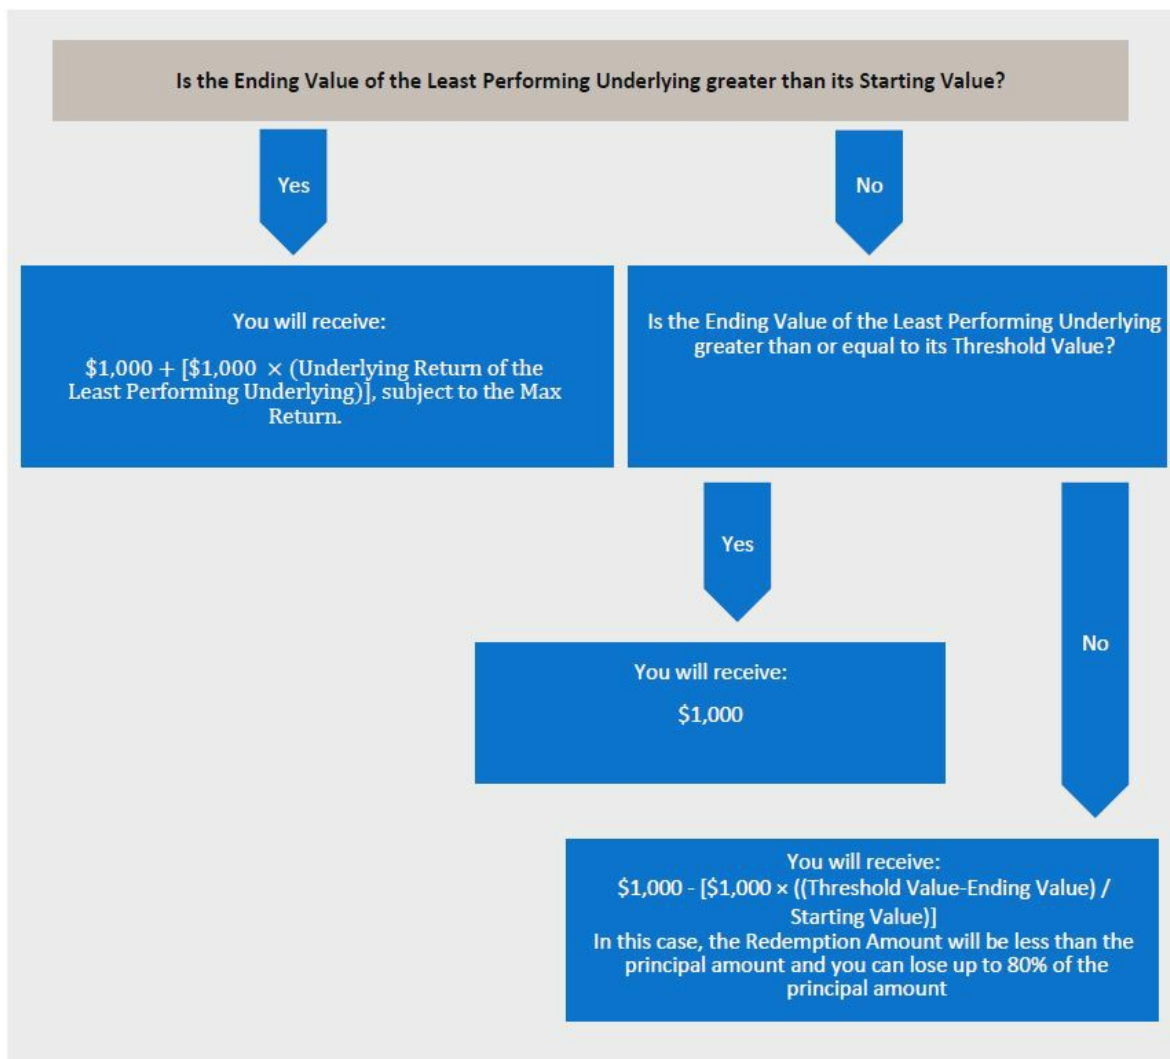 Is the Ending Value of the Least Performing Underlying greater than its Starting Value?
Yes
No
You will receive:
$1,000 + [$1,000 × (Underlying Return of the
Least Performing Underlying)], subject to the Max
Return.
Is the Ending Value of the Least Performing Underlying
greater than or equal to its Threshold Value?
Yes
No
You will receive:
$1,000
You will receive:
$1,000 - [$1,000 × ((Threshold Value-Ending Value) /
Starting Value)]
In this case, the Redemption Amount will be less than the
principal amount and you can lose up to 80% of the
principal amount